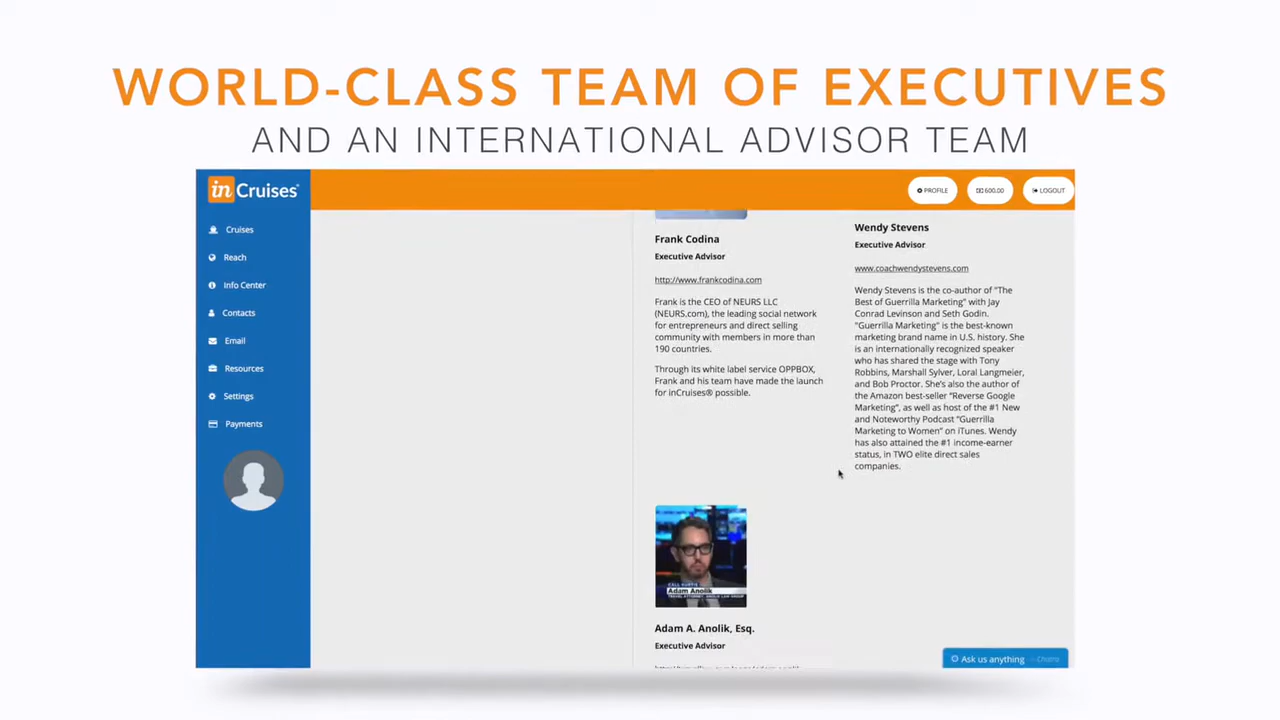 WORLD-CLASS TEAM OF EXECUTIVES
AND AN INTERNATIONAL ADVISOR TEAM
in Cruises
PROFILE
600.00
LOGOUT
Cruises
Reach
Info Center
Contacts
Email
Resources
Settings
Payments
Frank Codina
Executive Advisor
http://www.frankcodina.com
Frank is the CEO of NEURS LLC
(NEURS.com), the leading social network
for entrepreneurs and direct selling
community with members in more than
190 countries.
Through its white label service OPPBOX,
Frank and his team have made the launch
for inCruises® possible.
Wendy Stevens
Executive Advisor
www.coachwendystevens.com
Wendy Stevens is the co-author of "The
Best of Guerrilla Marketing" with Jay
Conrad Levinson and Seth Godin.
"Guerrilla Marketing" is the best-known
marketing brand name in U.S. history. She
is an internationally recognized speaker
who has shared the stage with Tony
Robbins, Marshall Sylver, Loral Langmeier,
and Bob Proctor. She's also the author of
the Amazon best-seller "Reverse Google
Marketing", as well as host of the #1 New
and Noteworthy Podcast "Guerrilla
Marketing to Women" on iTunes. Wendy
has also attained the #1 income-earner
status, in TWO elite direct sales
companies.
CALL KURTIS
Adam Anolik
TRAVEL ATTORNEY, ANOLIK LAW GROUP
Adam A. Anolik, Esq.
Executive Advisor
Ask us anything